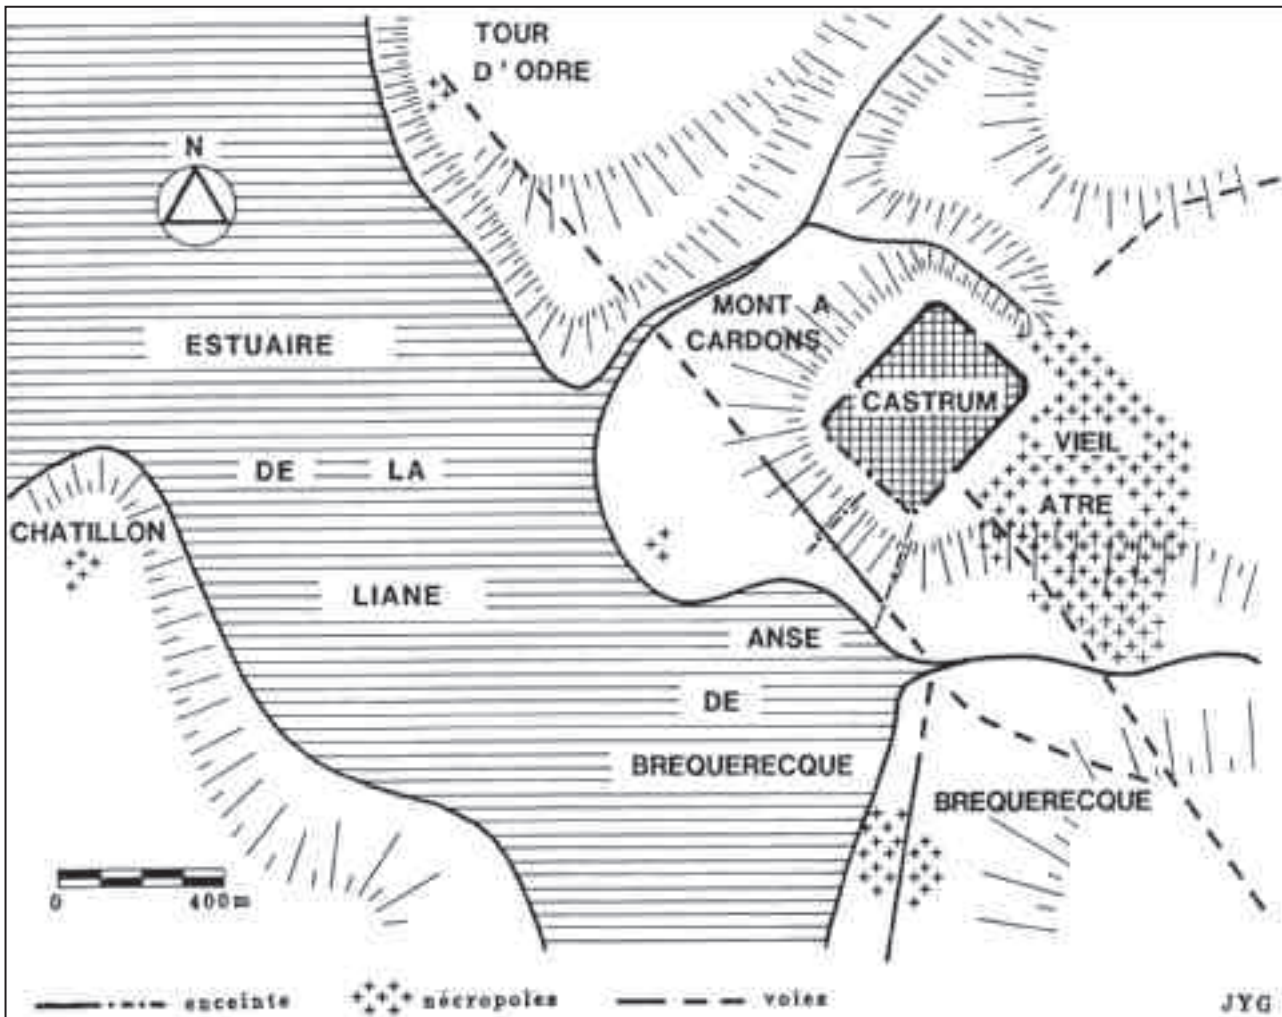 TOUR
D'ODRE
N
MONT A
CARDONS
ESTUAIRE
CASTRUM
VIEIL
DE LA
ATRE
CHATILLON
LIANE
ANSE
DE
BREQUERECQUE
BREQUERECQUE
0 400m
enceinte nécropoles voies
JYG